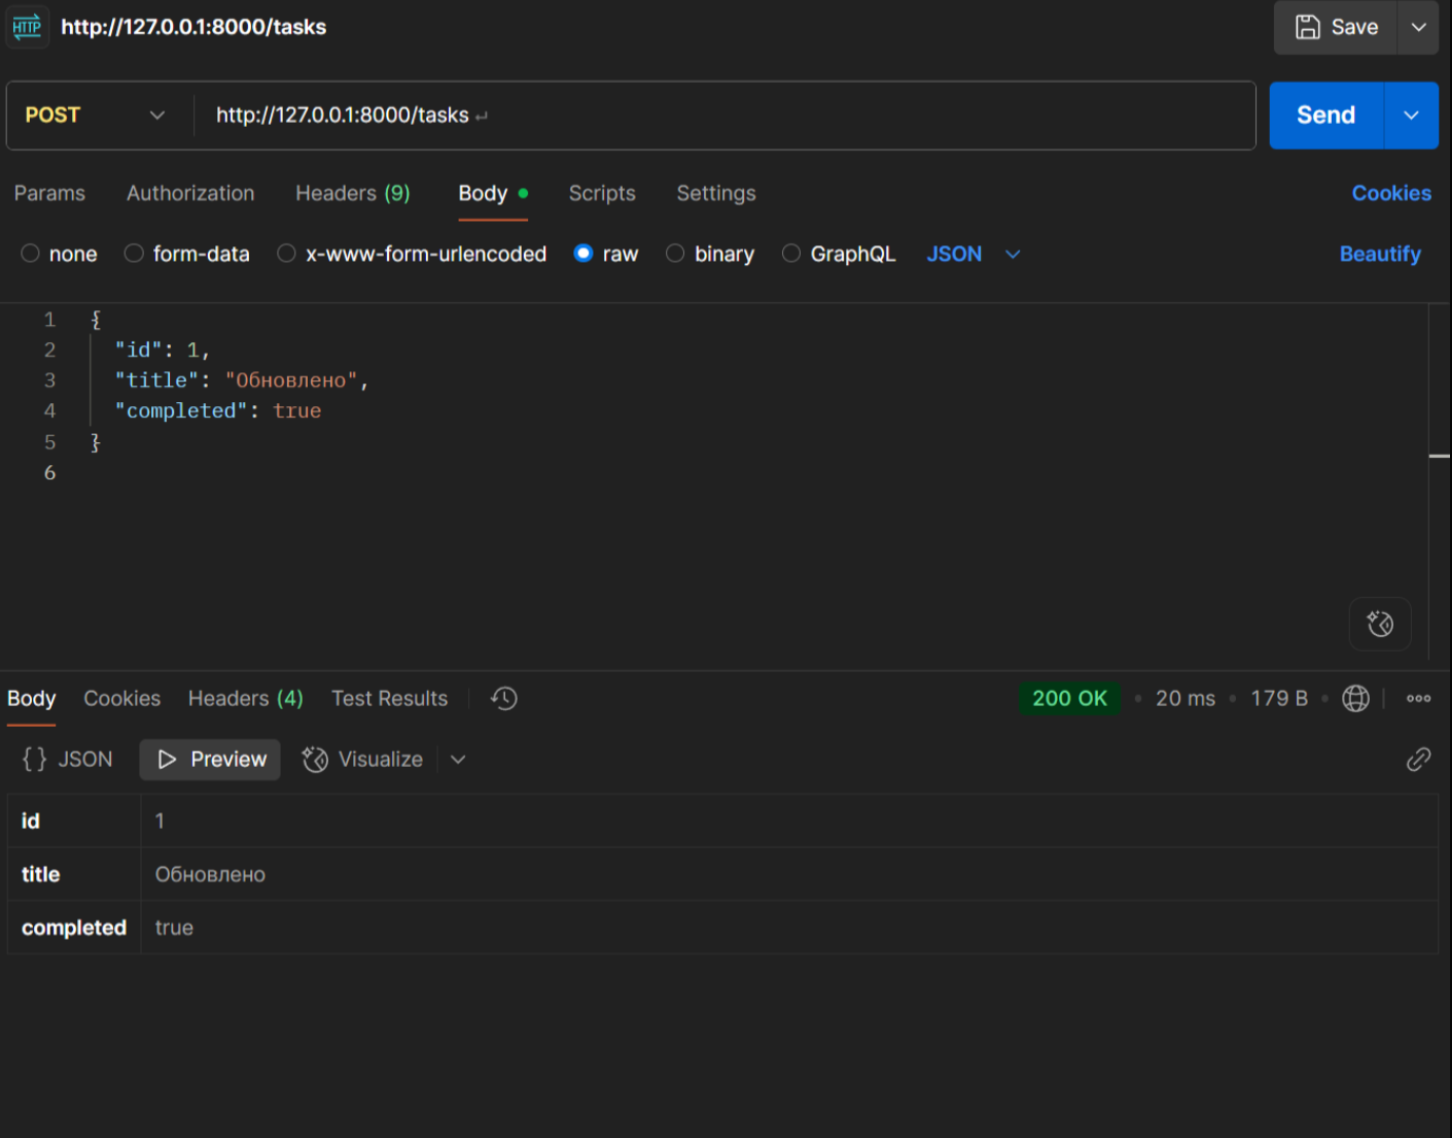 HTTP http://127.0.0.1:8000/tasks Save
POST http://127.0.0.1:8000/tasks Send
Params Authorization Headers (9) Body Scripts Settings Cookies
none form-data x-www-form-urlencoded raw binary GraphQL JSON Beautify
1 {
2 "id": 1,
3 "title": "Обновлено",
4 "completed": true
5 }
6
Body Cookies Headers (4) Test Results 200 OK • 20 ms • 179 B •
{} JSON Preview Visualize
id 1
title Обновлено
completed true